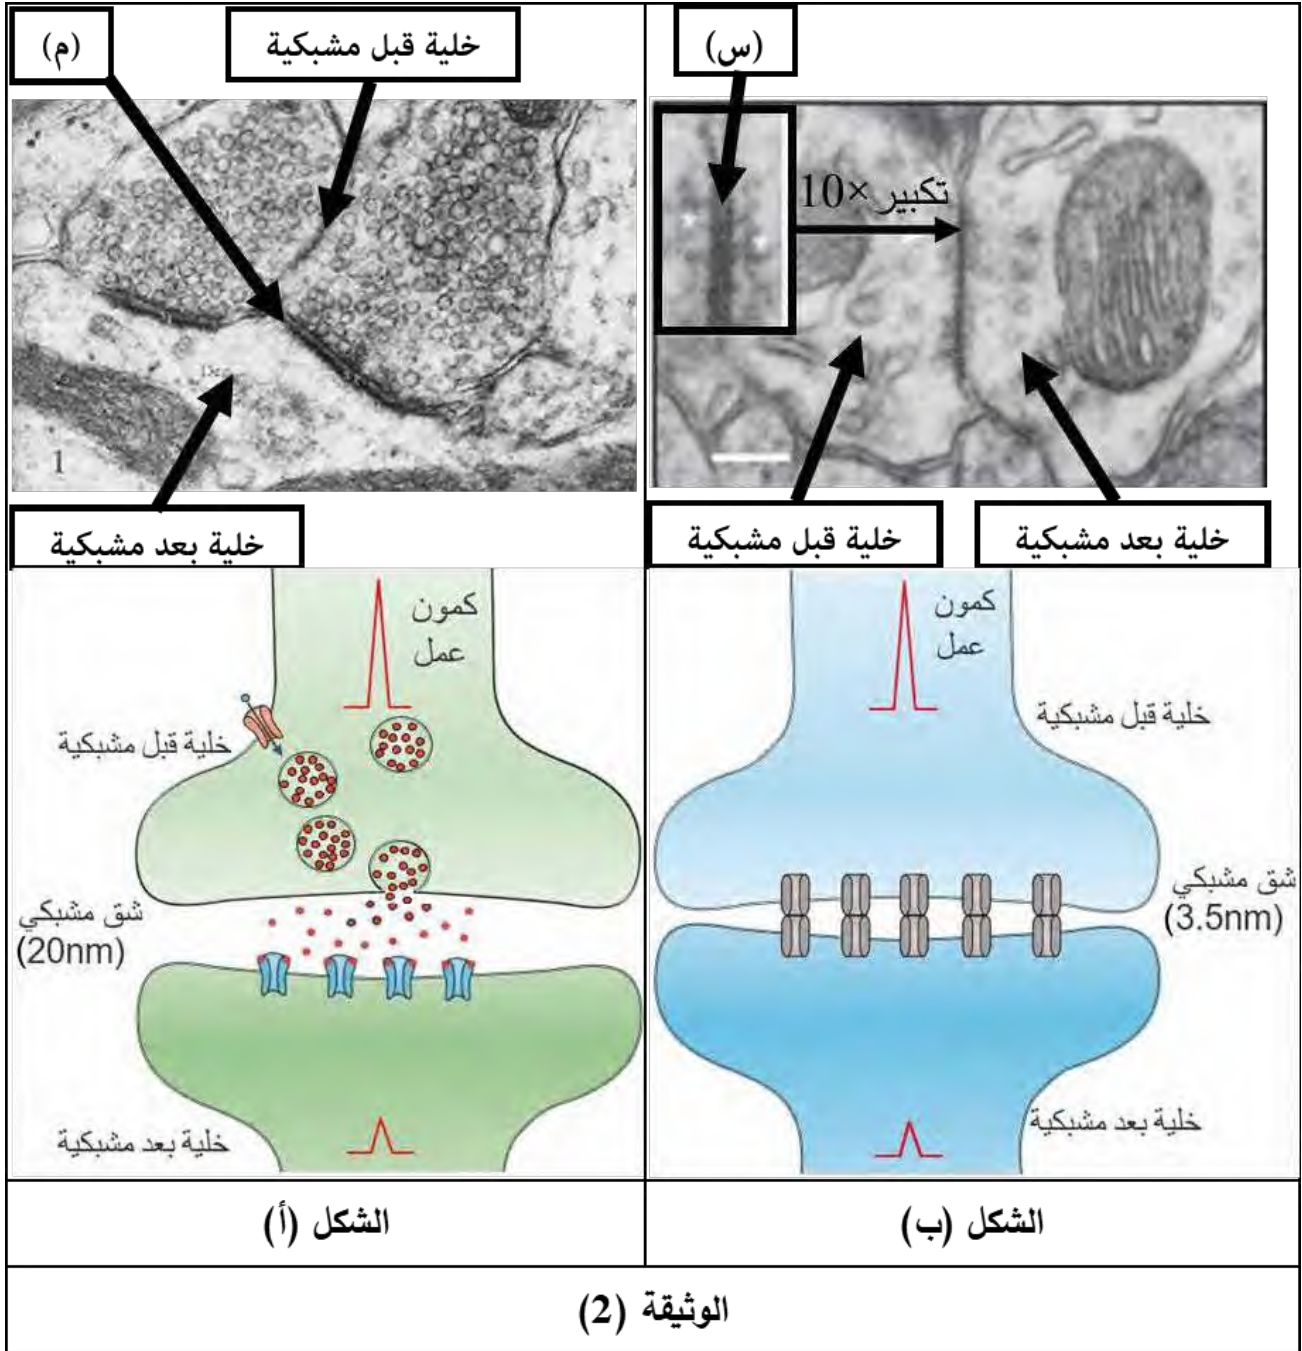 (س)
تكبير ×10
خلية قبل مشبكية
خلية بعد مشبكية
(م)
خلية قبل مشبكية
1
خلية بعد مشبكية
كمون
عمل
خلية قبل مشبكية
شق مشبكي
(3.5nm)
خلية بعد مشبكية
كمون
عمل
خلية قبل مشبكية
شق مشبكي
(20nm)
خلية بعد مشبكية
الشكل (ب)
الشكل (أ)
الوثيقة (2)